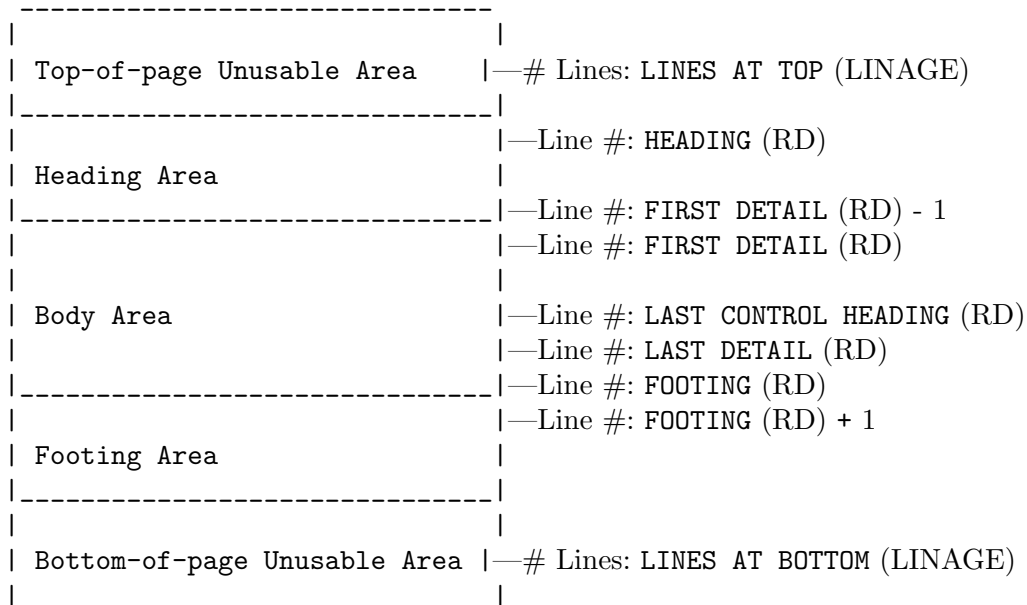 Top-of-page Unusable Area —# Lines: LINES AT TOP (LINAGE)
—Line #: HEADING (RD)
Heading Area
—Line #: FIRST DETAIL (RD) - 1
—Line #: FIRST DETAIL (RD)
Body Area —Line #: LAST CONTROL HEADING (RD)
—Line #: LAST DETAIL (RD)
—Line #: FOOTING (RD)
—Line #: FOOTING (RD) + 1
Footing Area
Bottom-of-page Unusable Area —# Lines: LINES AT BOTTOM (LINAGE)